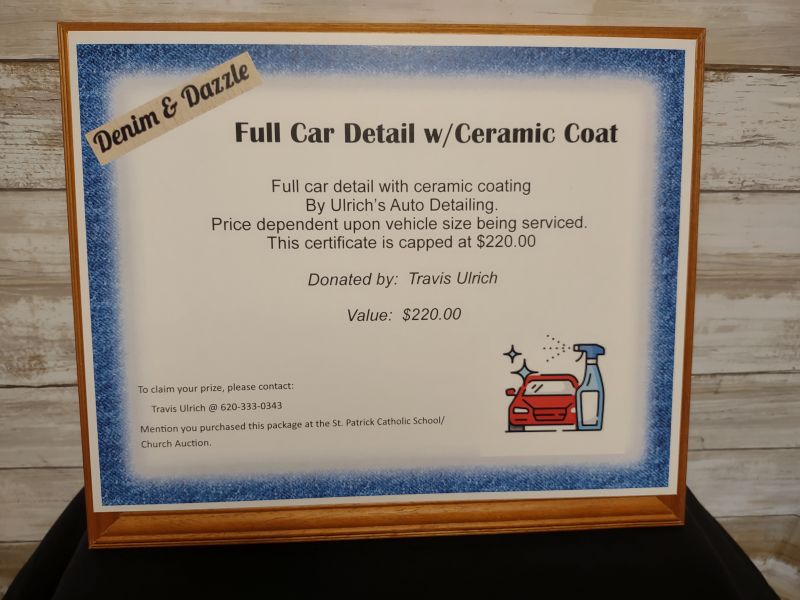 Denim & Dazzle
Full Car Detail w/Ceramic Coat
Full car detail with ceramic coating
By Ulrich's Auto Detailing.
Price dependent upon vehicle size being serviced.
This certificate is capped at $220.00
Donated by: Travis Ulrich
Value: $220.00
To claim your prize, please contact:
Travis Ulrich @ 620-333-0343
Mention you purchased this package at the St. Patrick Catholic School/
Church Auction.